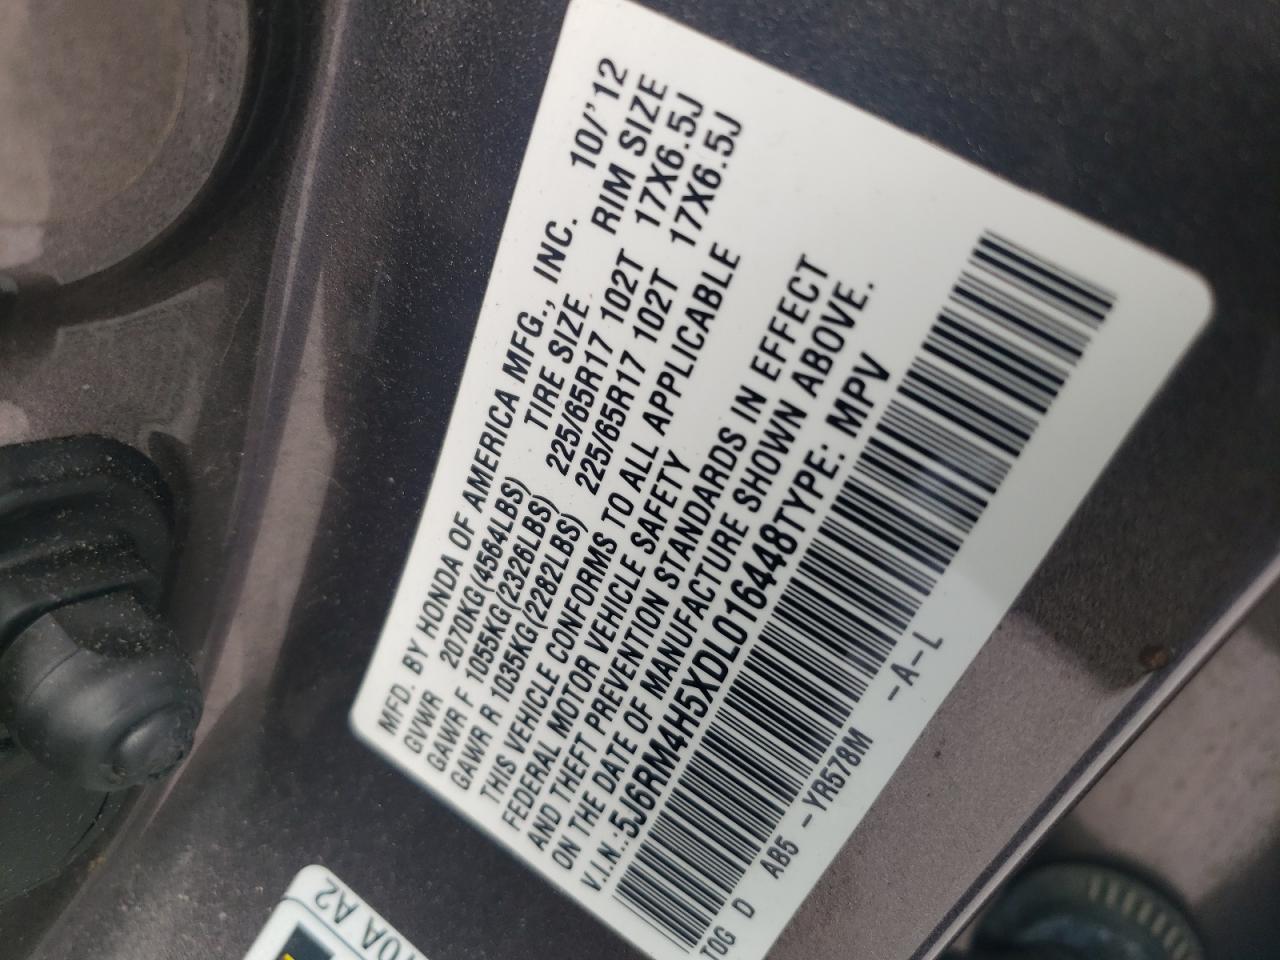 MFD. BY HONDA OF AMERICA MFG., INC. 10/'12
TIRE SIZE RIM SIZE
GVWR 2070KG(4564LBS)
GAWR F 1055KG(2326LBS) 225/65R17 102T 17X6.5J
GAWR R 1035KG(2282LBS) 225/65R17 102T 17X6.5J
THIS VEHICLE CONFORMS TO ALL APPLICABLE
FEDERAL MOTOR VEHICLE SAFETY
AND THEFT PREVENTION STANDARDS IN EFFECT
ON THE DATE OF MANUFACTURE SHOWN ABOVE.
V.I.N.:5J6RM4H5XDL016448TYPE: MPV
TOG D AB5 -YR578M -A-L
A2